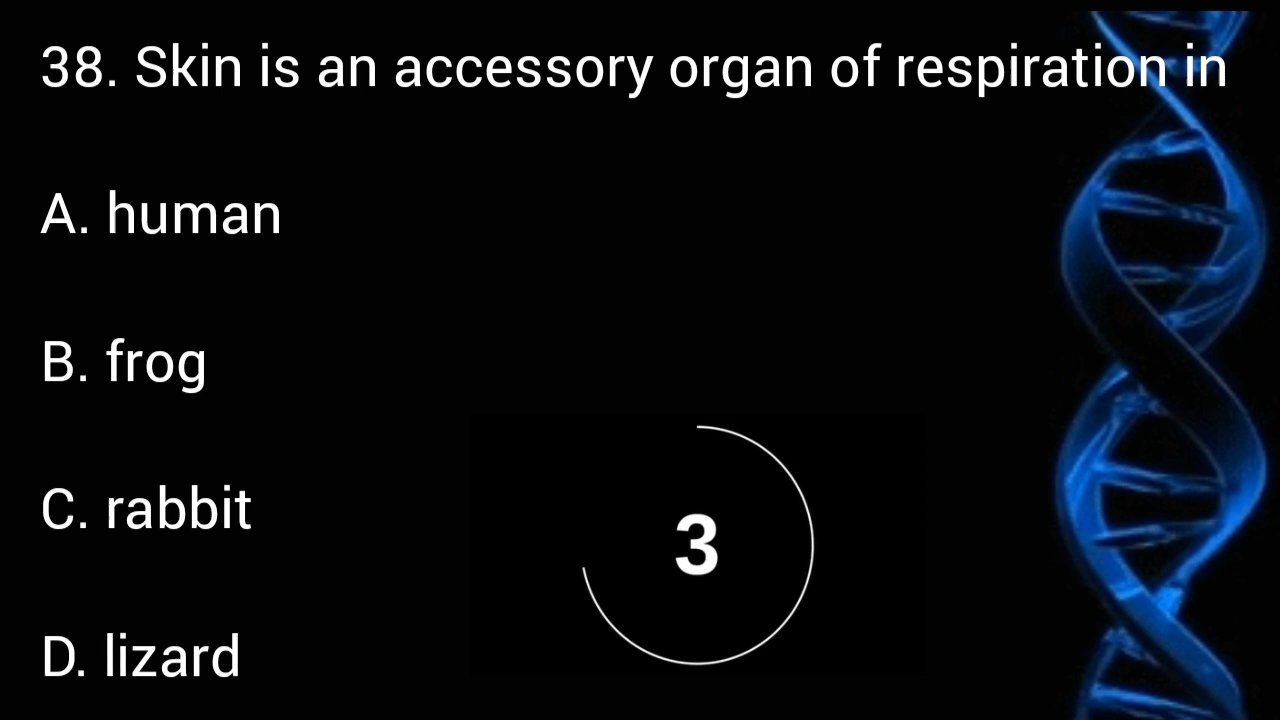 38. Skin is an accessory organ of respiration in
A. human
B. frog
C. rabbit
3
D. lizard